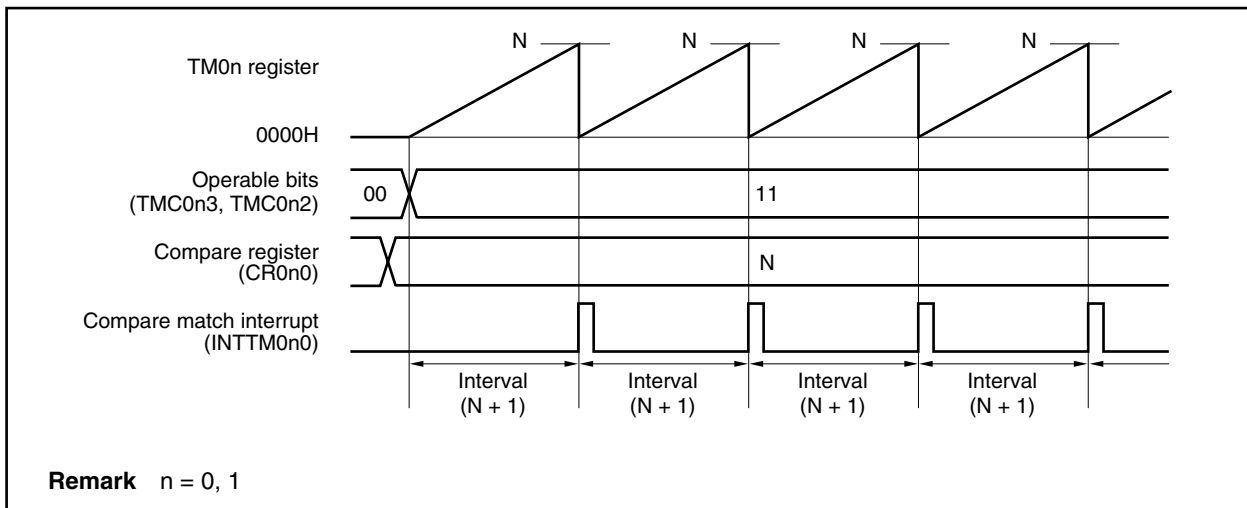 N N N N
TM0n register
0000H
Operable bits
(TMC0n3, TMC0n2)
00 11
Compare register
(CR0n0)
N
Compare match interrupt
(INTTM0n0)
Interval Interval Interval Interval
(N + 1) (N + 1) (N + 1) (N + 1)
Remark n = 0, 1